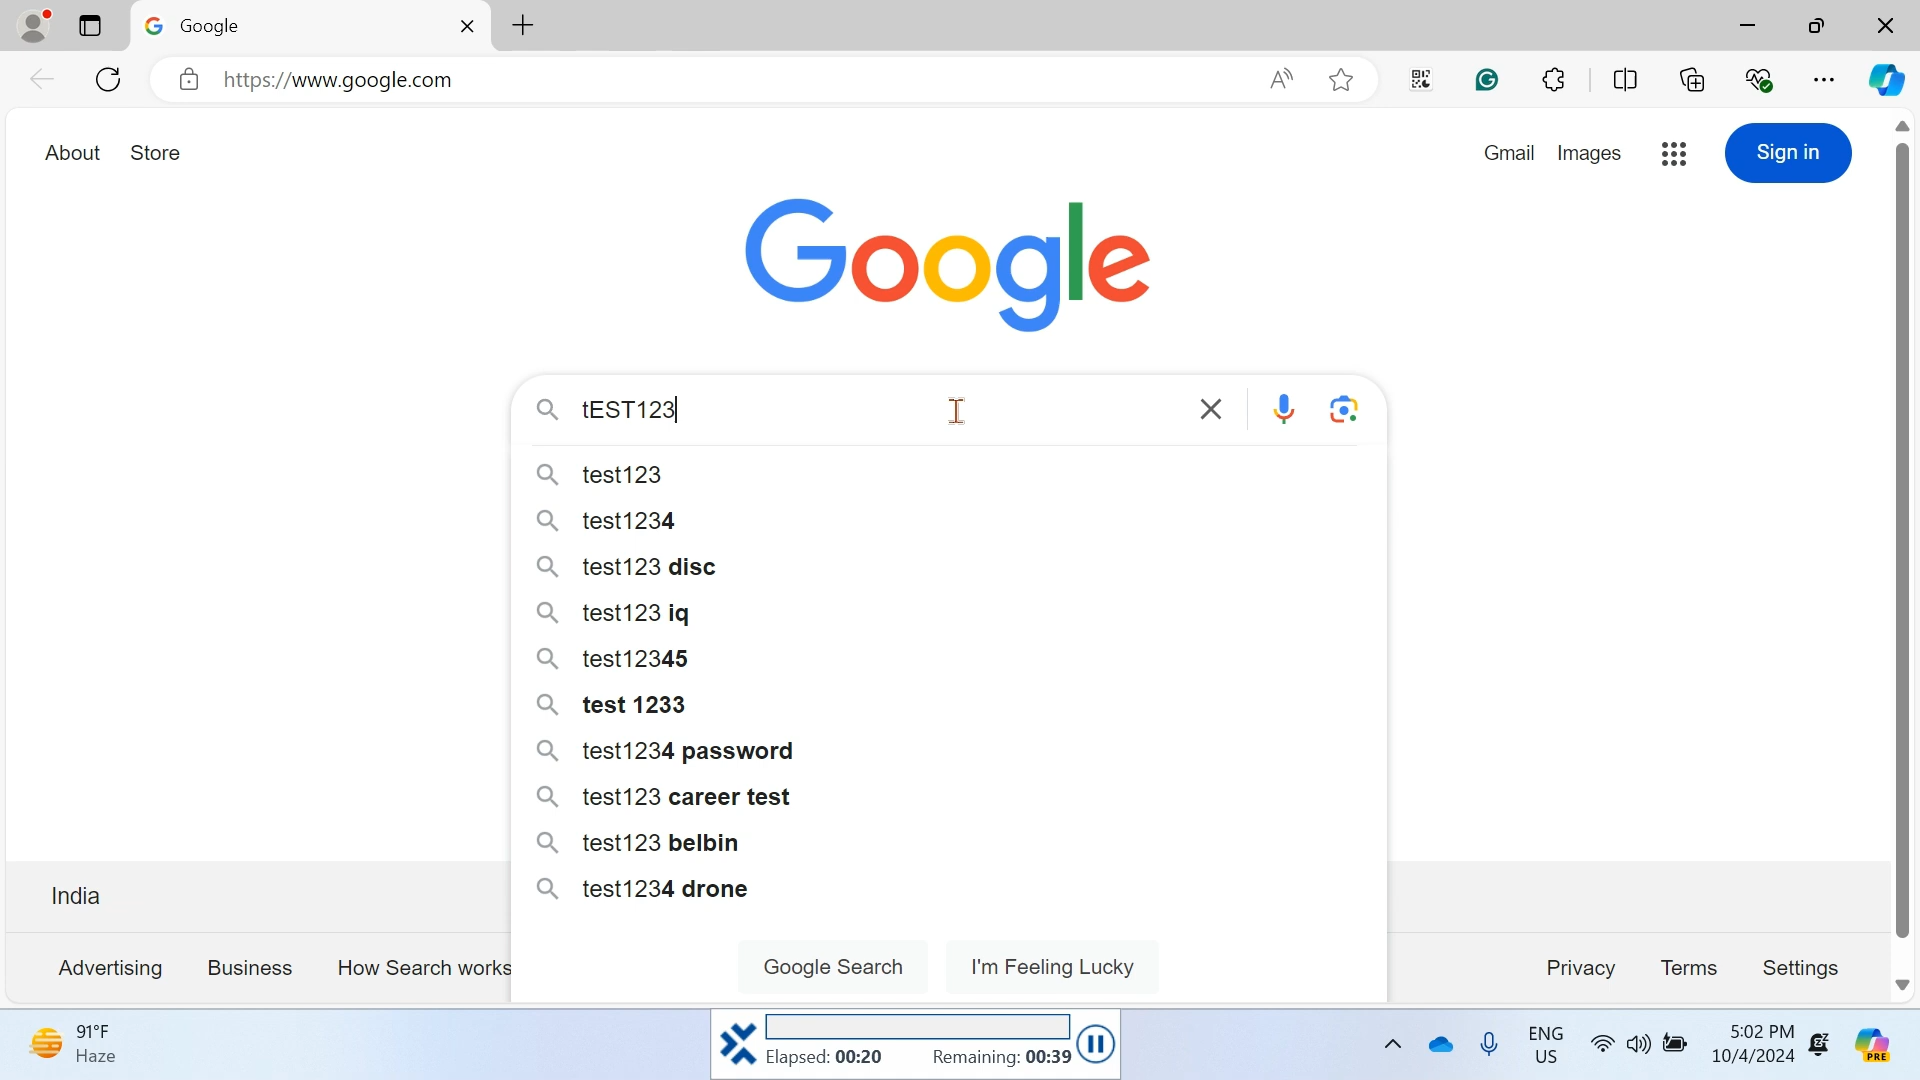 Google
https://www.google.com
About Store Gmail Images Sign in
Google
tEST123
test123
test1234
test123 disc
test123 iq
test12345
test 1233
test1234 password
test123 career test
test123 belbin
test1234 drone
Google Search I'm Feeling Lucky
India
Advertising Business How Search works Privacy Terms Settings
91°F
Haze
Elapsed: 00:20 Remaining: 00:39
ENG
US
5:02 PM
10/4/2024
PRE